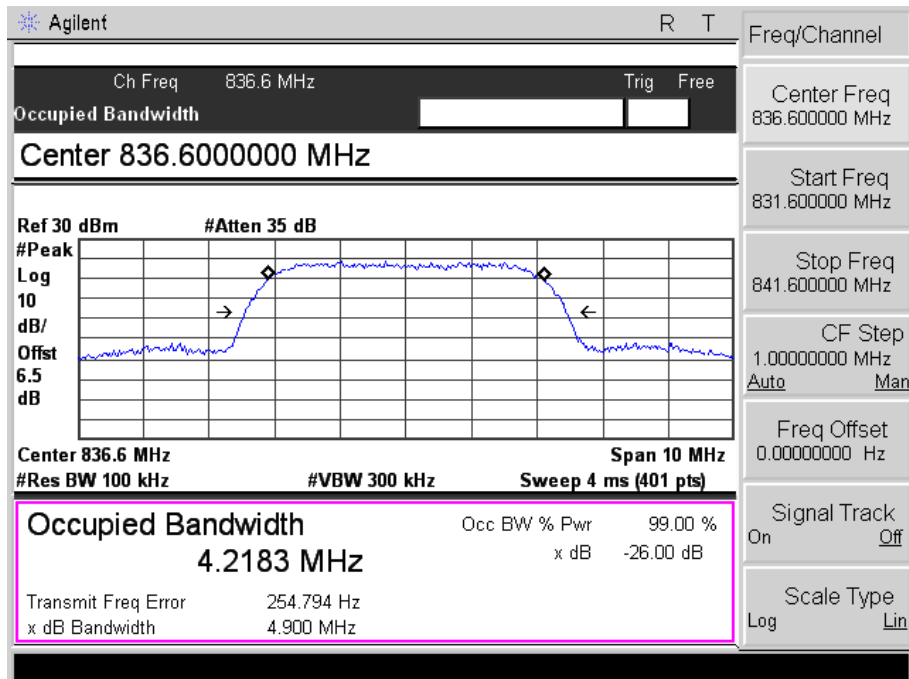 Agilent R T
Freq/Channel
Ch Freq 836.6 MHz Trig Free
Occupied Bandwidth
Center 836.6000000 MHz
Ref 30 dBm #Atten 35 dB
#Peak
Log
10
dB/
Offst
6.5
dB
Center 836.6 MHz Span 10 MHz
#Res BW 100 kHz #VBW 300 kHz Sweep 4 ms (401 pts)
Occupied Bandwidth
4.2183 MHz
Occ BW % Pwr 99.00 %
x dB -26.00 dB
Transmit Freq Error 254.794 Hz
x dB Bandwidth 4.900 MHz
Center Freq
836.600000 MHz
Start Freq
831.600000 MHz
Stop Freq
841.600000 MHz
CF Step
1.00000000 MHz
Auto Man
Freq Offset
0.00000000 Hz
Signal Track
On Off
Scale Type
Log Lin